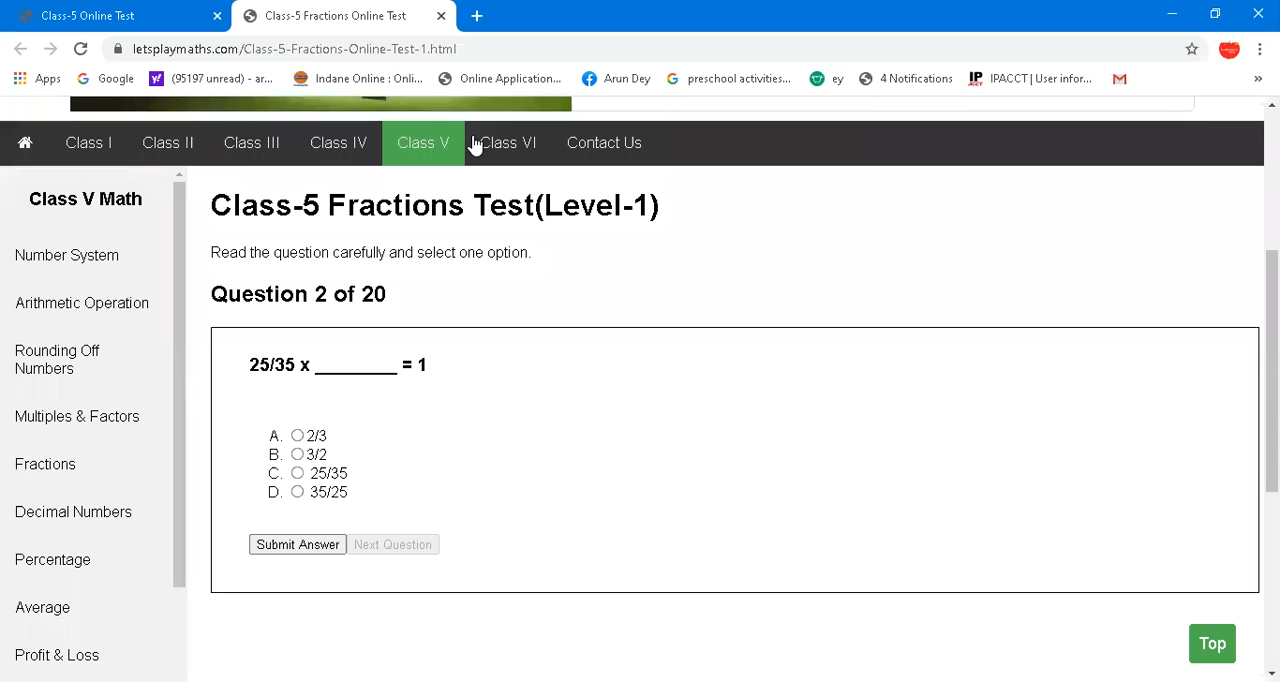 Class-5 Online Test
Class-5 Fractions Online Test
letsplaymaths.com/Class-5-Fractions-Online-Test-1.html
Apps Google (95197 unread) - ar... Indane Online : Onli... Online Application... Arun Dey preschool activities... ey 4 Notifications IPACCT | User infor...
Class I Class II Class III Class IV Class V Class VI Contact Us
Class V Math
Number System
Arithmetic Operation
Rounding Off
Numbers
Multiples & Factors
Fractions
Decimal Numbers
Percentage
Average
Profit & Loss
Class-5 Fractions Test(Level-1)
Read the question carefully and select one option.
Question 2 of 20
25/35 x ________ = 1
A. 2/3
B. 3/2
C. 25/35
D. 35/25
Submit Answer Next Question
Top